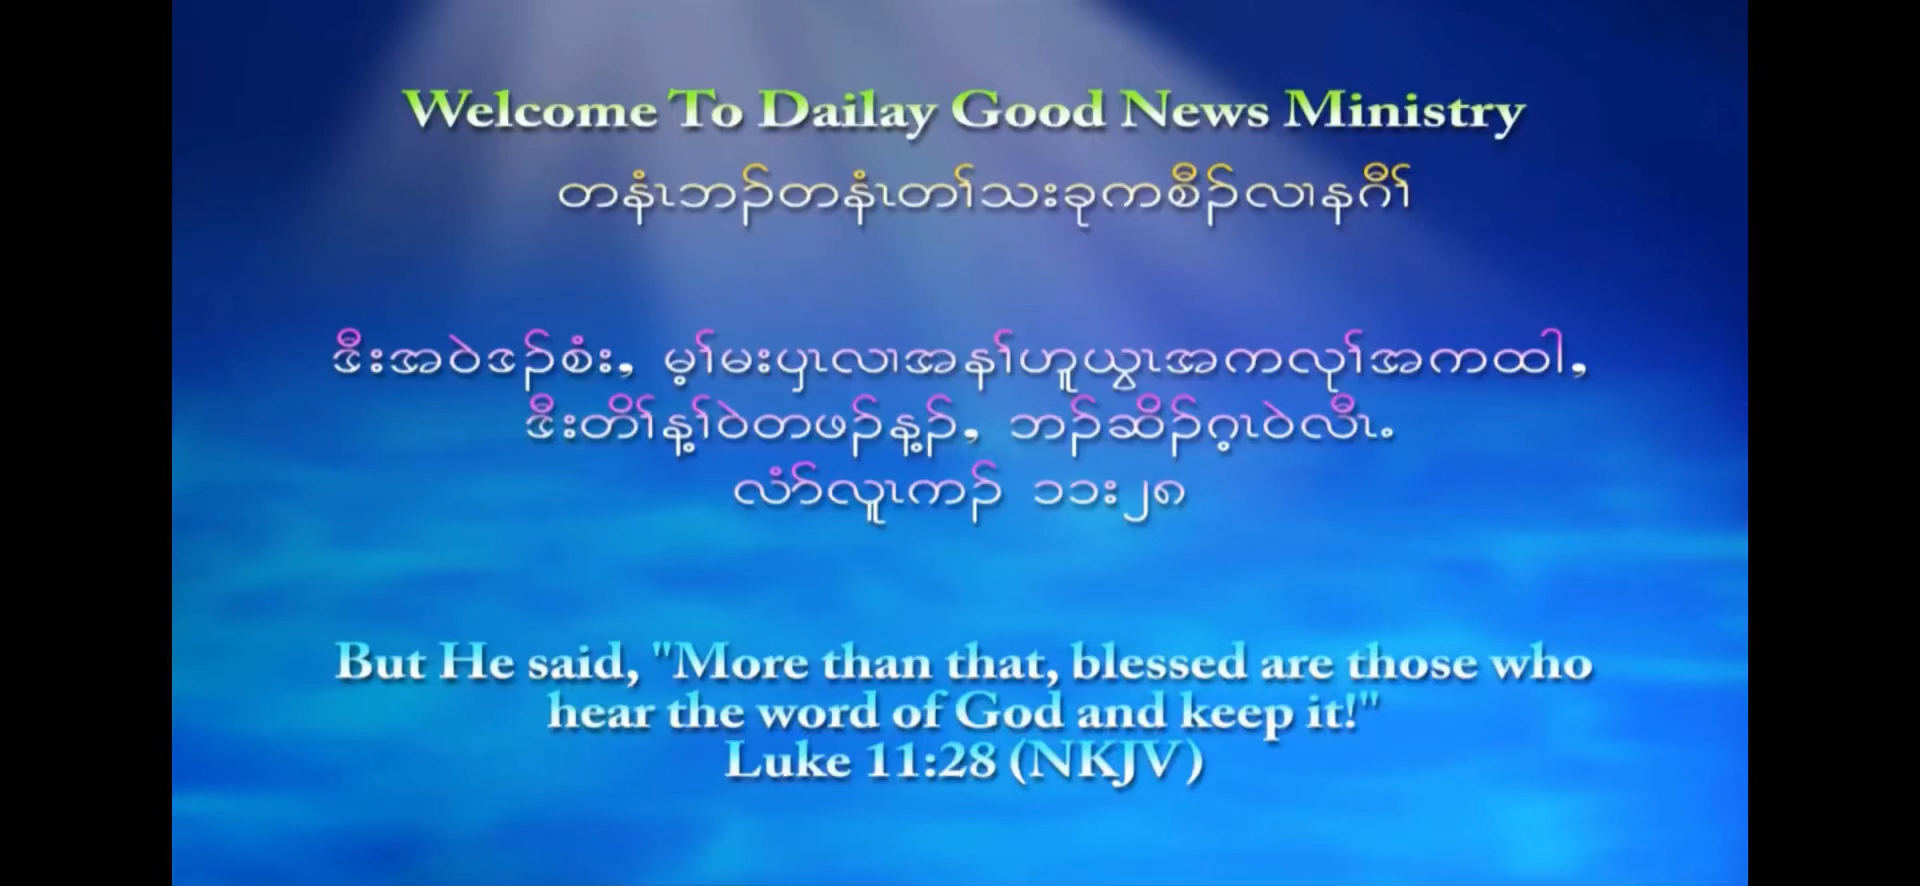 Welcome To Dailay Good News Ministry
တနံၤဘၣ်တနံၤတၢ်သးခုကစီၣ်လၢနဂီၢ်
ဒီးအဝဲဒၣ်စံး, မ့ၢ်မးပှၤလၢအနၢ်ဟူယွၤအကလုၢ်အကထါ,
ဒီးတိၢ်န့ၢ်ဝဲတဖၣ်န့ၣ်, ဘၣ်ဆိၣ်ဂ့ၤဝဲလီၤ.
လံာ်လူၤကၣ် ၁၁း၂၈
But He said, "More than that, blessed are those who
hear the word of God and keep it!"
Luke 11:28 (NKJV)